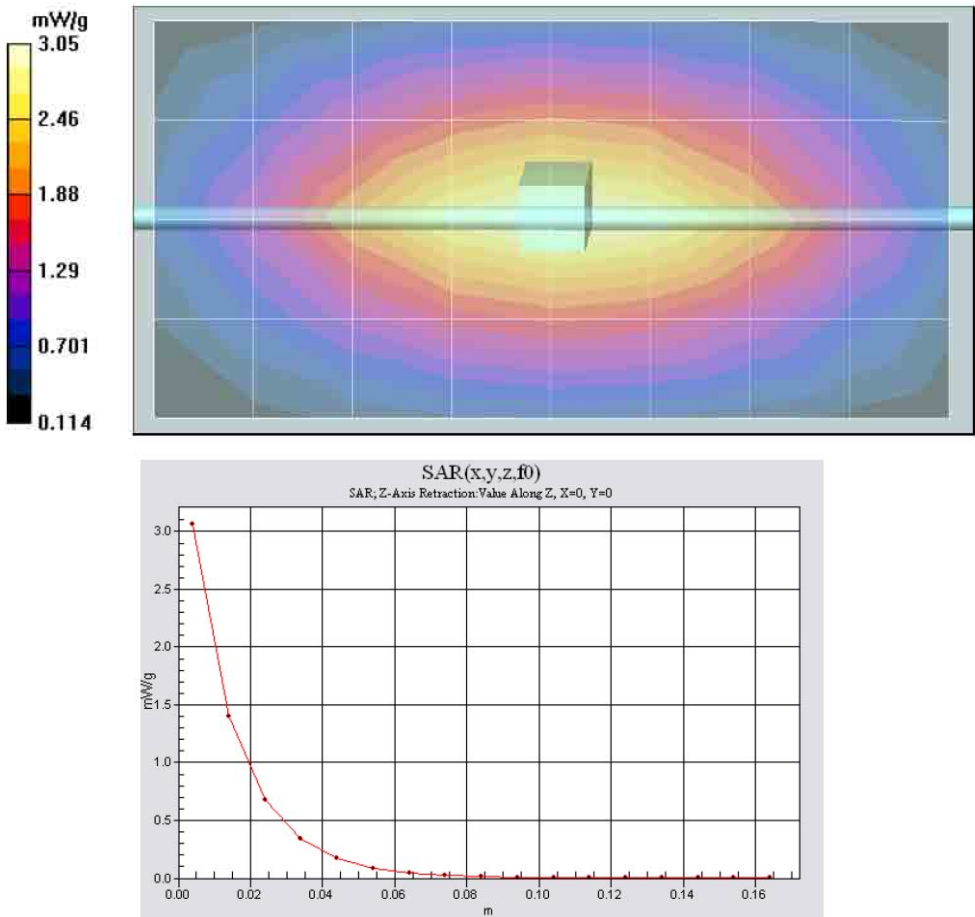 mW/g
3.05
2.46
1.88
1.29
0.701
0.114
SAR(x,y,z,f0)
SAR; Z-Axis Retraction:Value Along Z, X=0, Y=0
3.0
2.5
2.0
1.5
1.0
0.5
0.0
mW/g
0.00 0.02 0.04 0.06 0.08 0.10 0.12 0.14 0.16
m